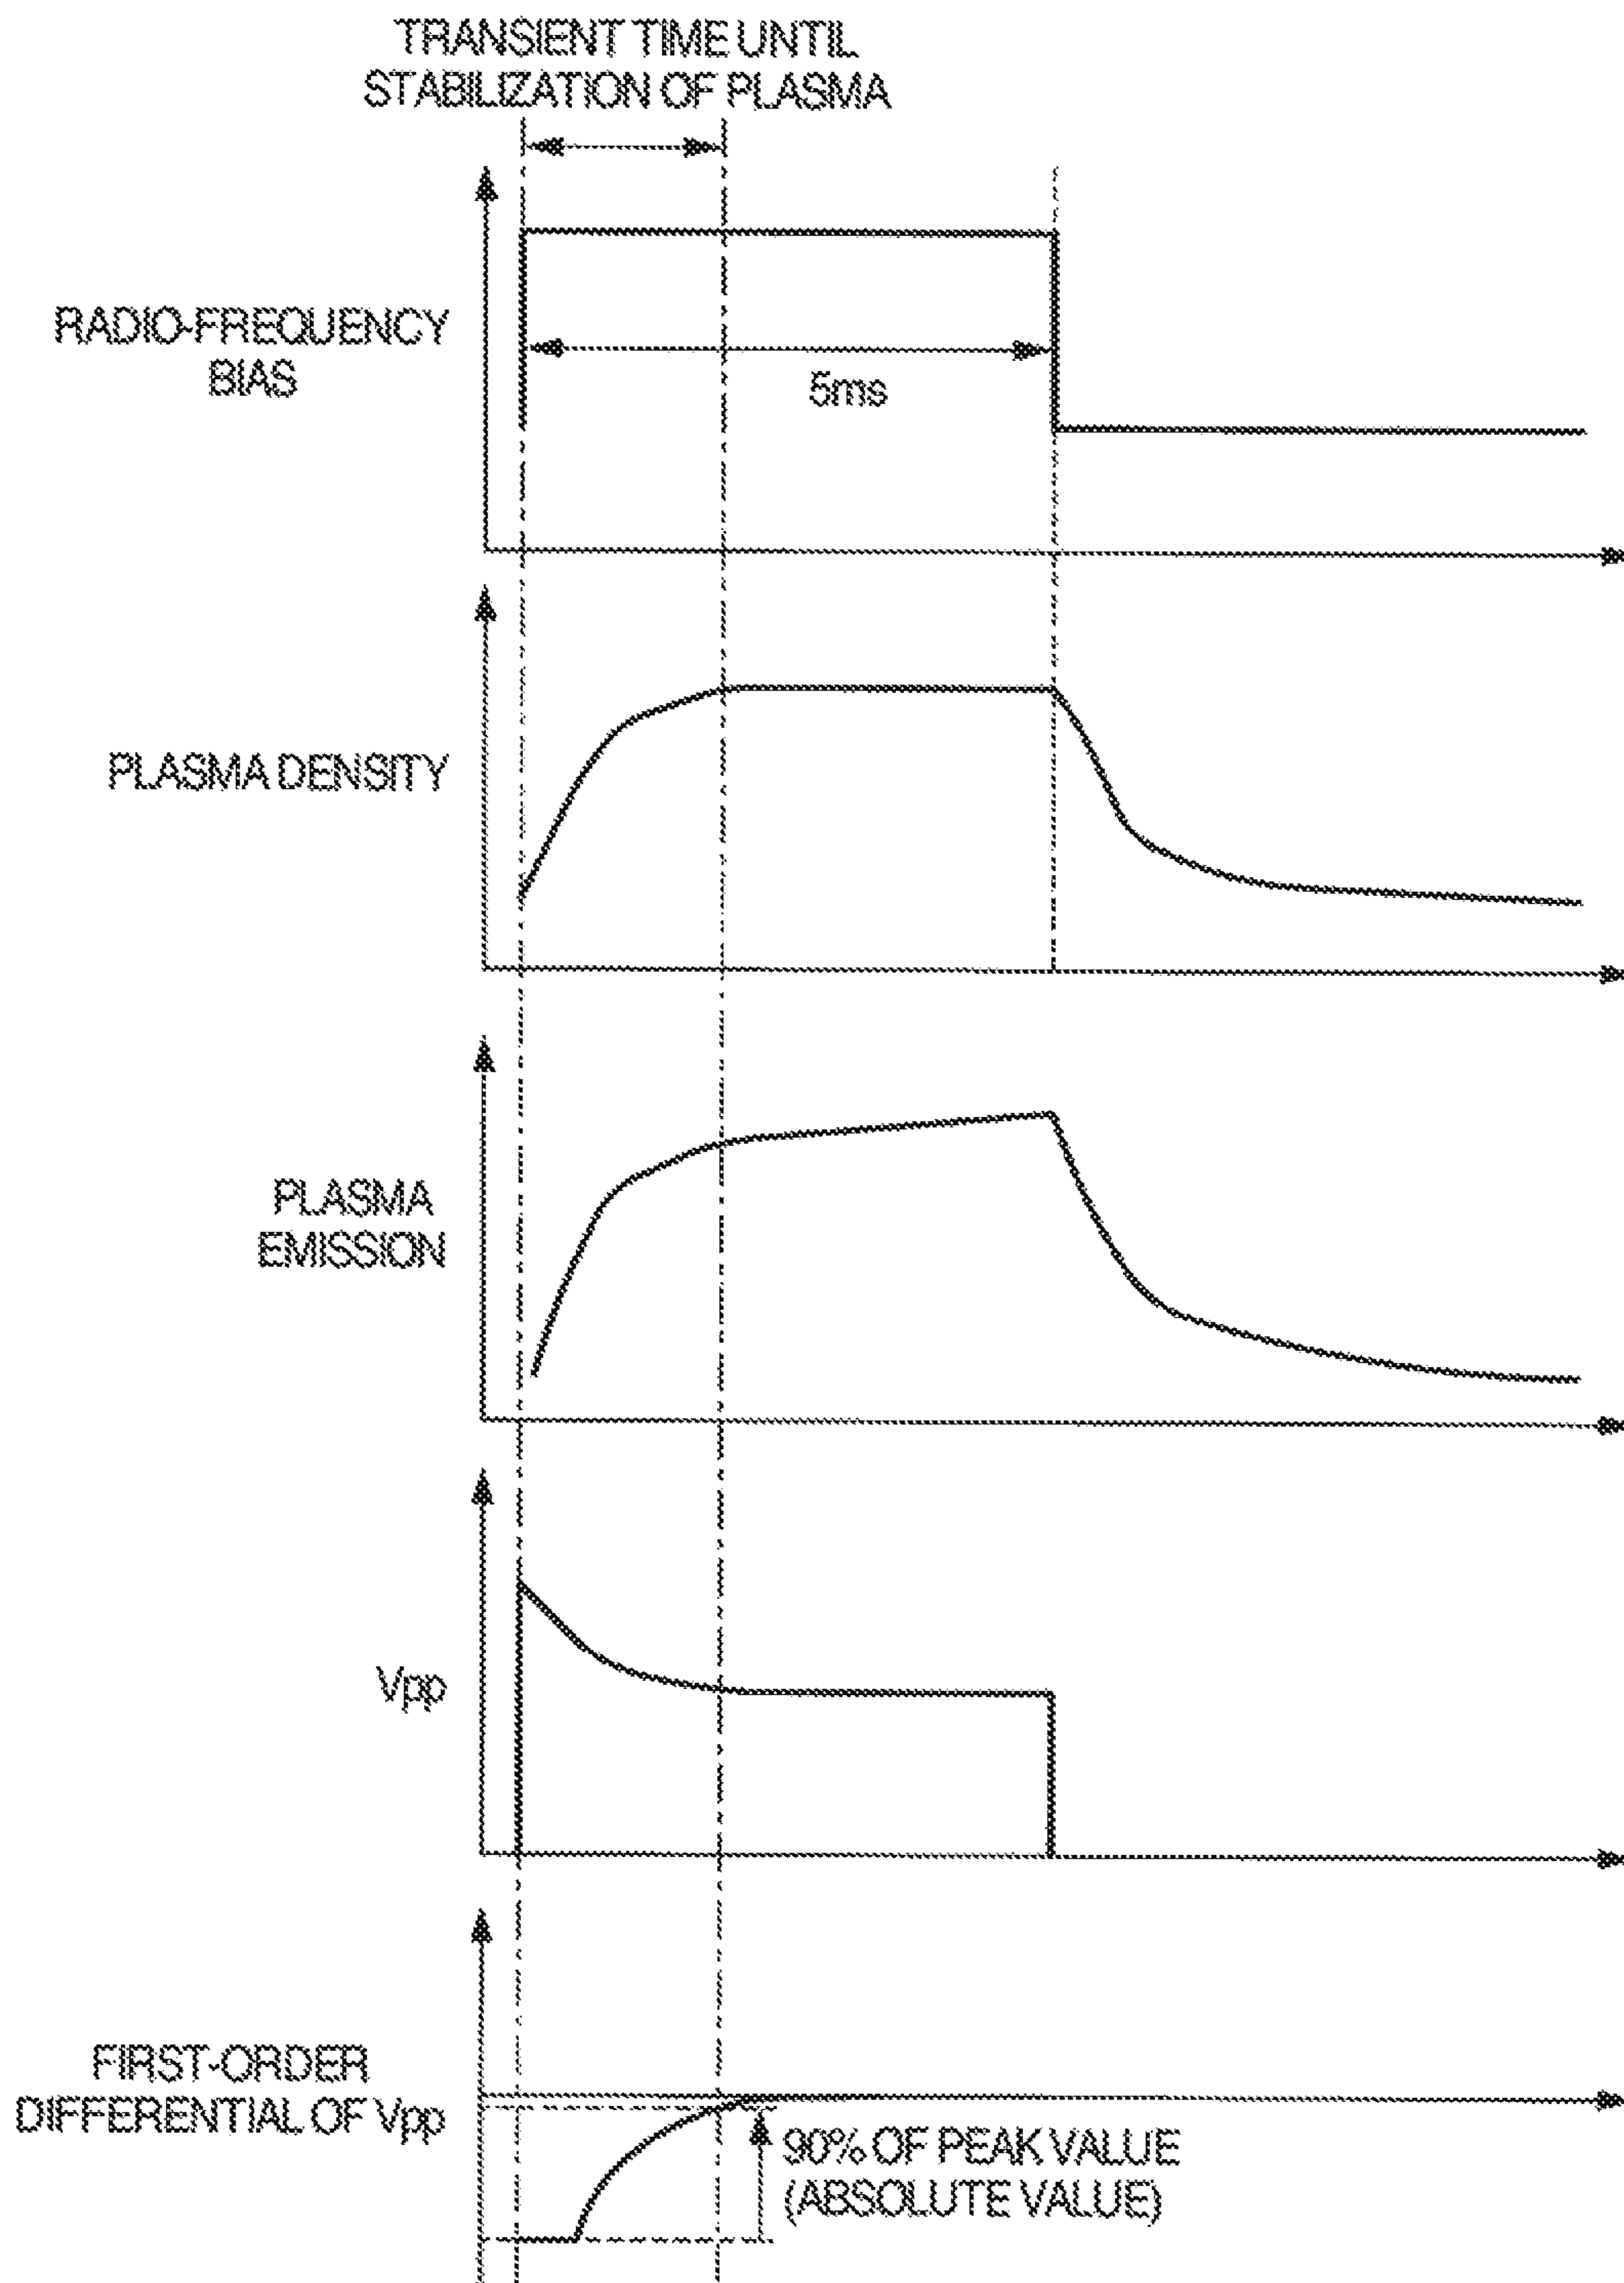 TRANSIENT TIME UNTIL
STABILIZATION OF PLASMA
RADIO-FREQUENCY
BIAS
5ms
PLASMA DENSITY
PLASMA
EMISSION
Vpp
FIRST-ORDER
DIFFERENTIAL OF Vpp
90% OF PEAK VALUE
(ABSOLUTE VALUE)